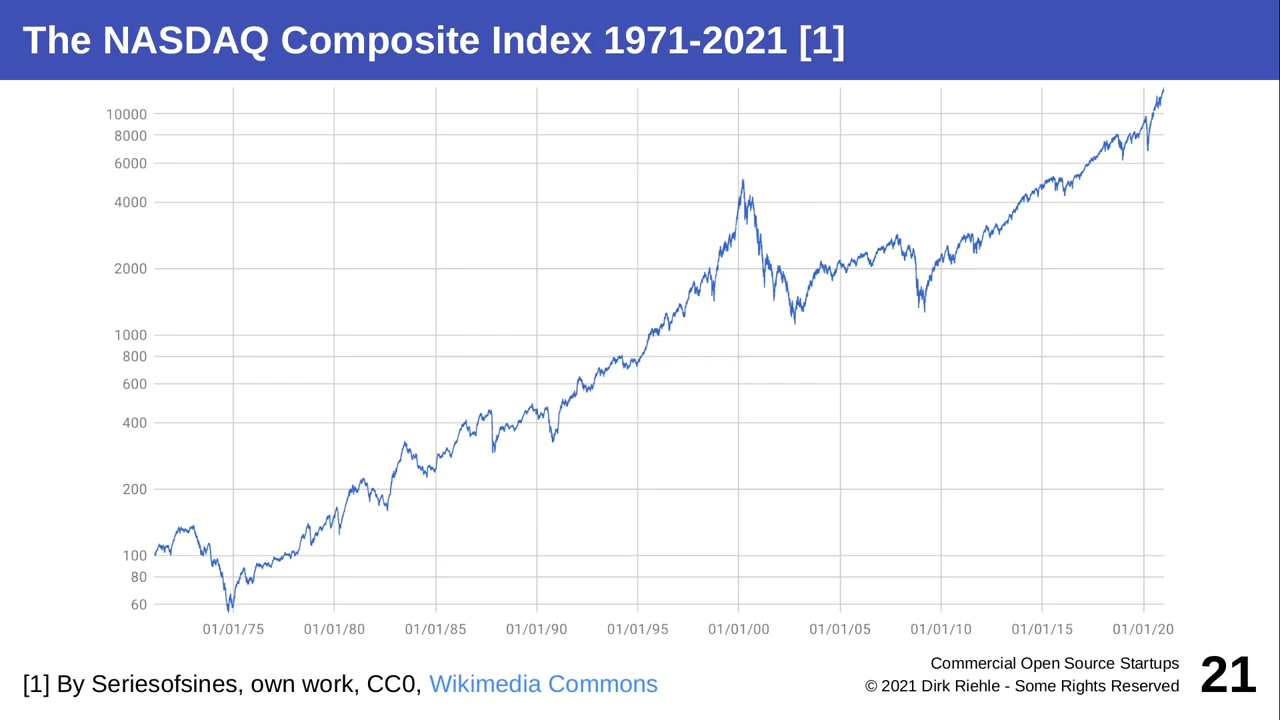 The NASDAQ Composite Index 1971-2021 [1]
10000
8000
6000
4000
2000
1000
800
600
400
200
100
80
60
01/01/75 01/01/80 01/01/85 01/01/90 01/01/95 01/01/00 01/01/05 01/01/10 01/01/15 01/01/20
[1] By Seriesofsines, own work, CC0, Wikimedia Commons
Commercial Open Source Startups
© 2021 Dirk Riehle - Some Rights Reserved
21